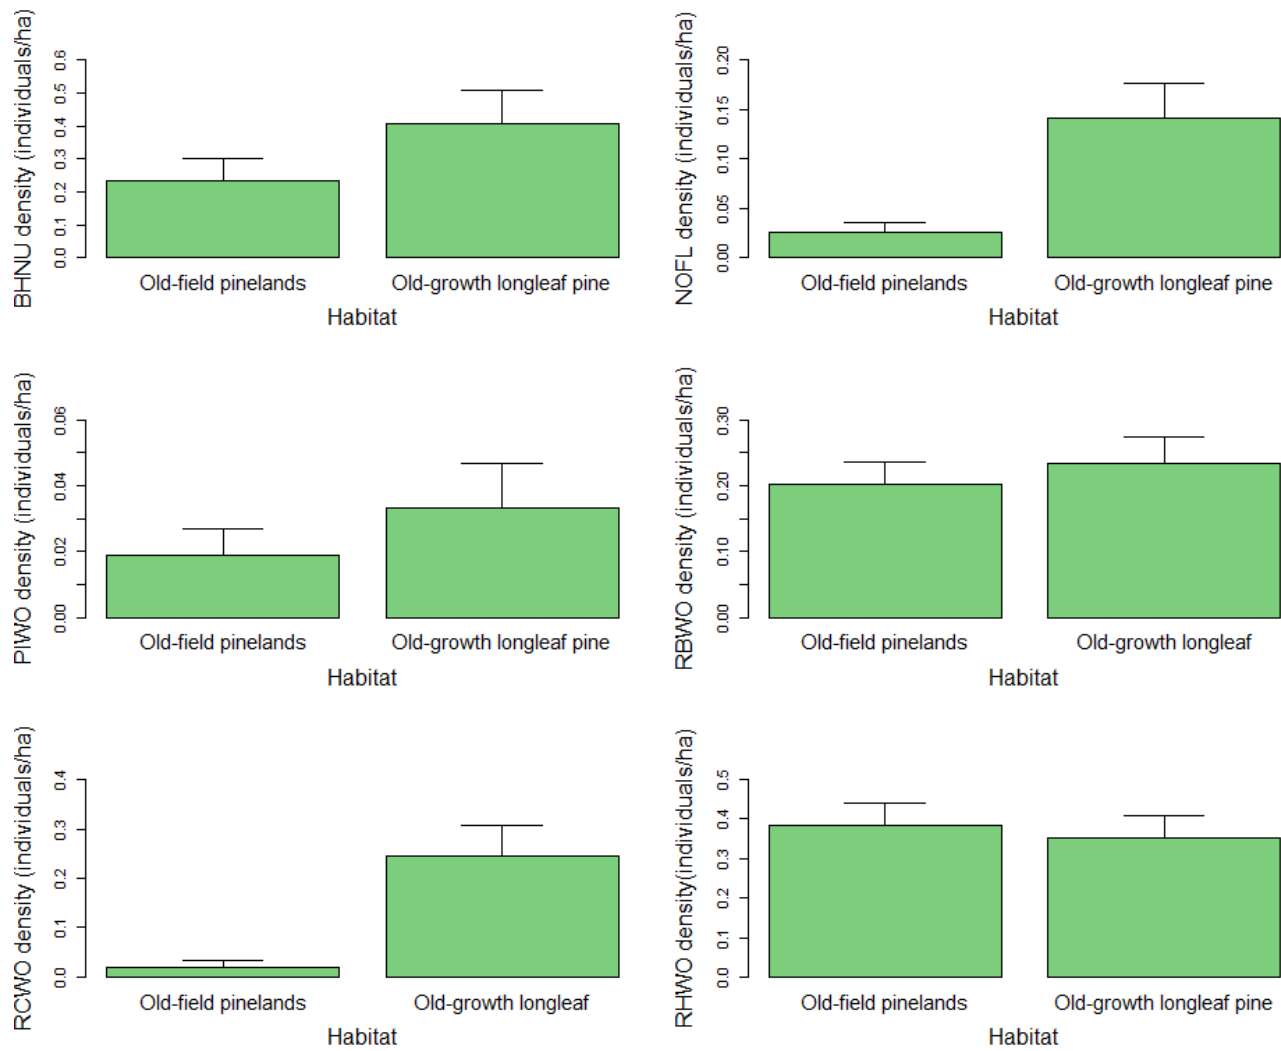 BHNU density (individuals/ha)
0.0 0.1 0.2 0.3 0.4 0.5 0.6
Old-field pinelands Old-growth longleaf pine
Habitat
NOFL density (individuals/ha)
0.00 0.05 0.10 0.15 0.20
Old-field pinelands Old-growth longleaf pine
Habitat
PIWO density (individuals/ha)
0.00 0.02 0.04 0.06
Old-field pinelands Old-growth longleaf pine
Habitat
RBWO density (individuals/ha)
0.00 0.10 0.20 0.30
Old-field pinelands Old-growth longleaf
Habitat
RCWO density (individuals/ha)
0.0 0.1 0.2 0.3 0.4
Old-field pinelands Old-growth longleaf
Habitat
RHWO density(individuals/ha)
0.0 0.1 0.2 0.3 0.4 0.5
Old-field pinelands Old-growth longleaf pine
Habitat